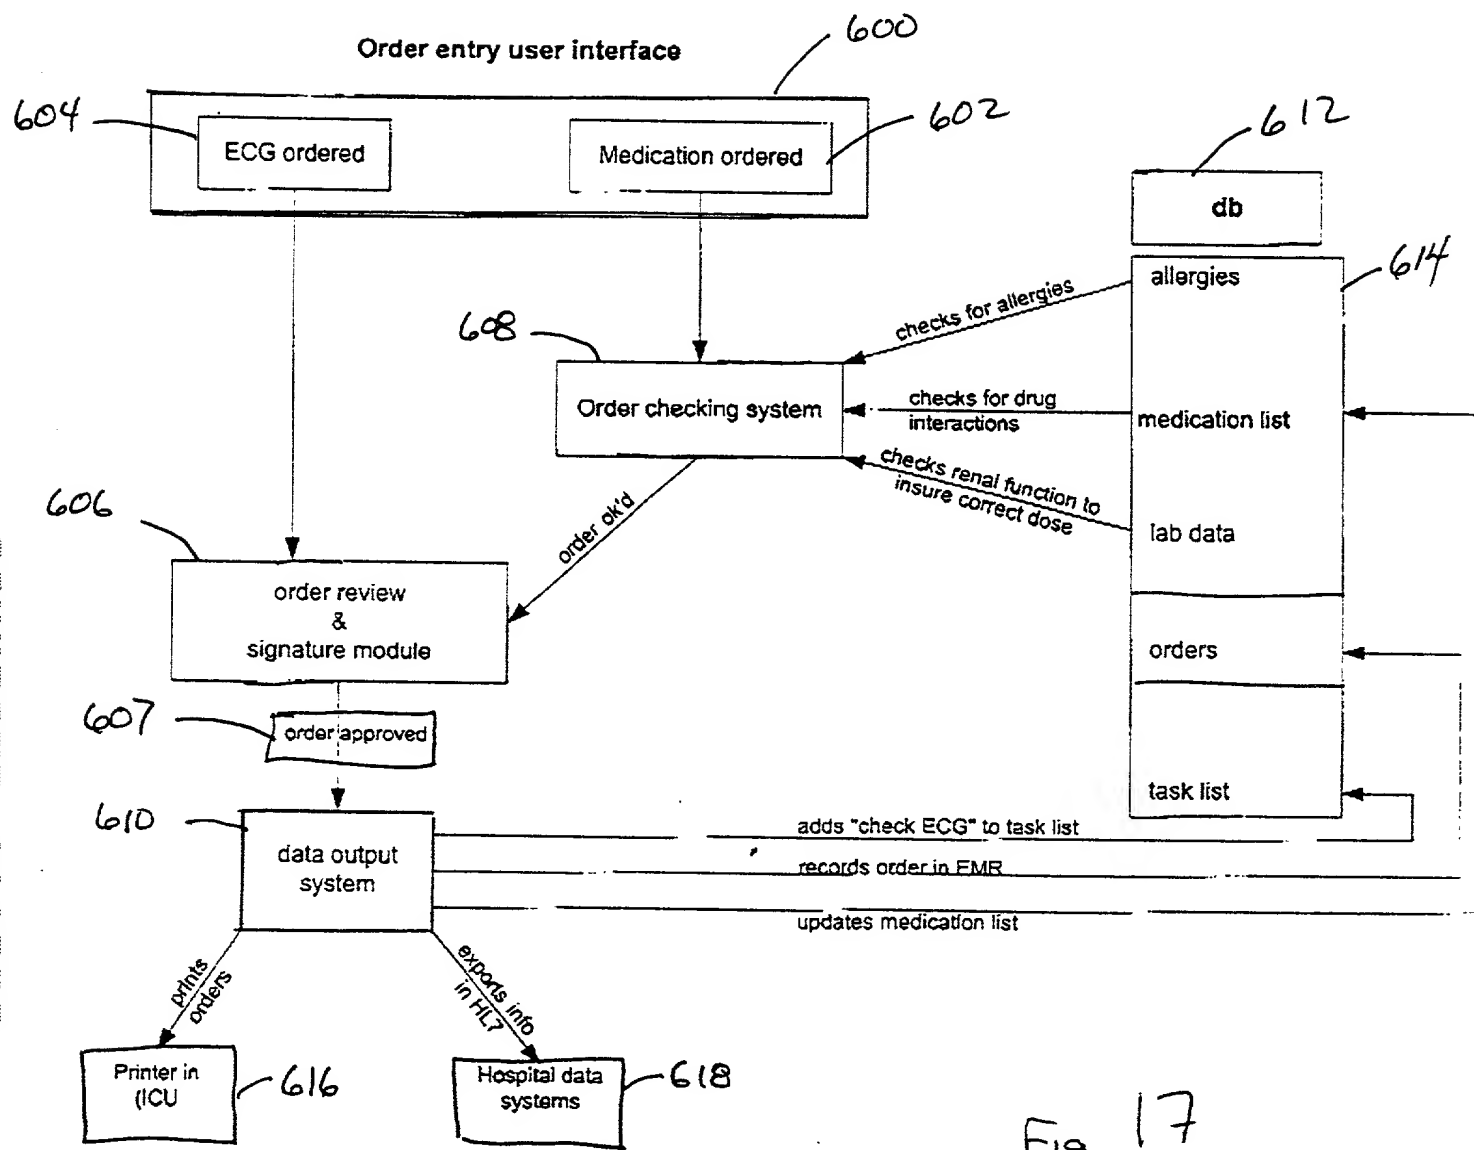 600
Order entry user interface
604
ECG ordered
Medication ordered
602
612
db
614
allergies
checks for allergies
608
Order checking system
checks for drug
interactions
medication list
checks renal function to
insure correct dose
lab data
606
order ok'd
order review
&
signature module
orders
607
order approved
task list
610
data output
system
adds "check ECG" to task list
records order in EMR
updates medication list
prints
orders
exports info
in HL7
Printer in
(ICU
616
Hospital data
systems
618
Fig 17